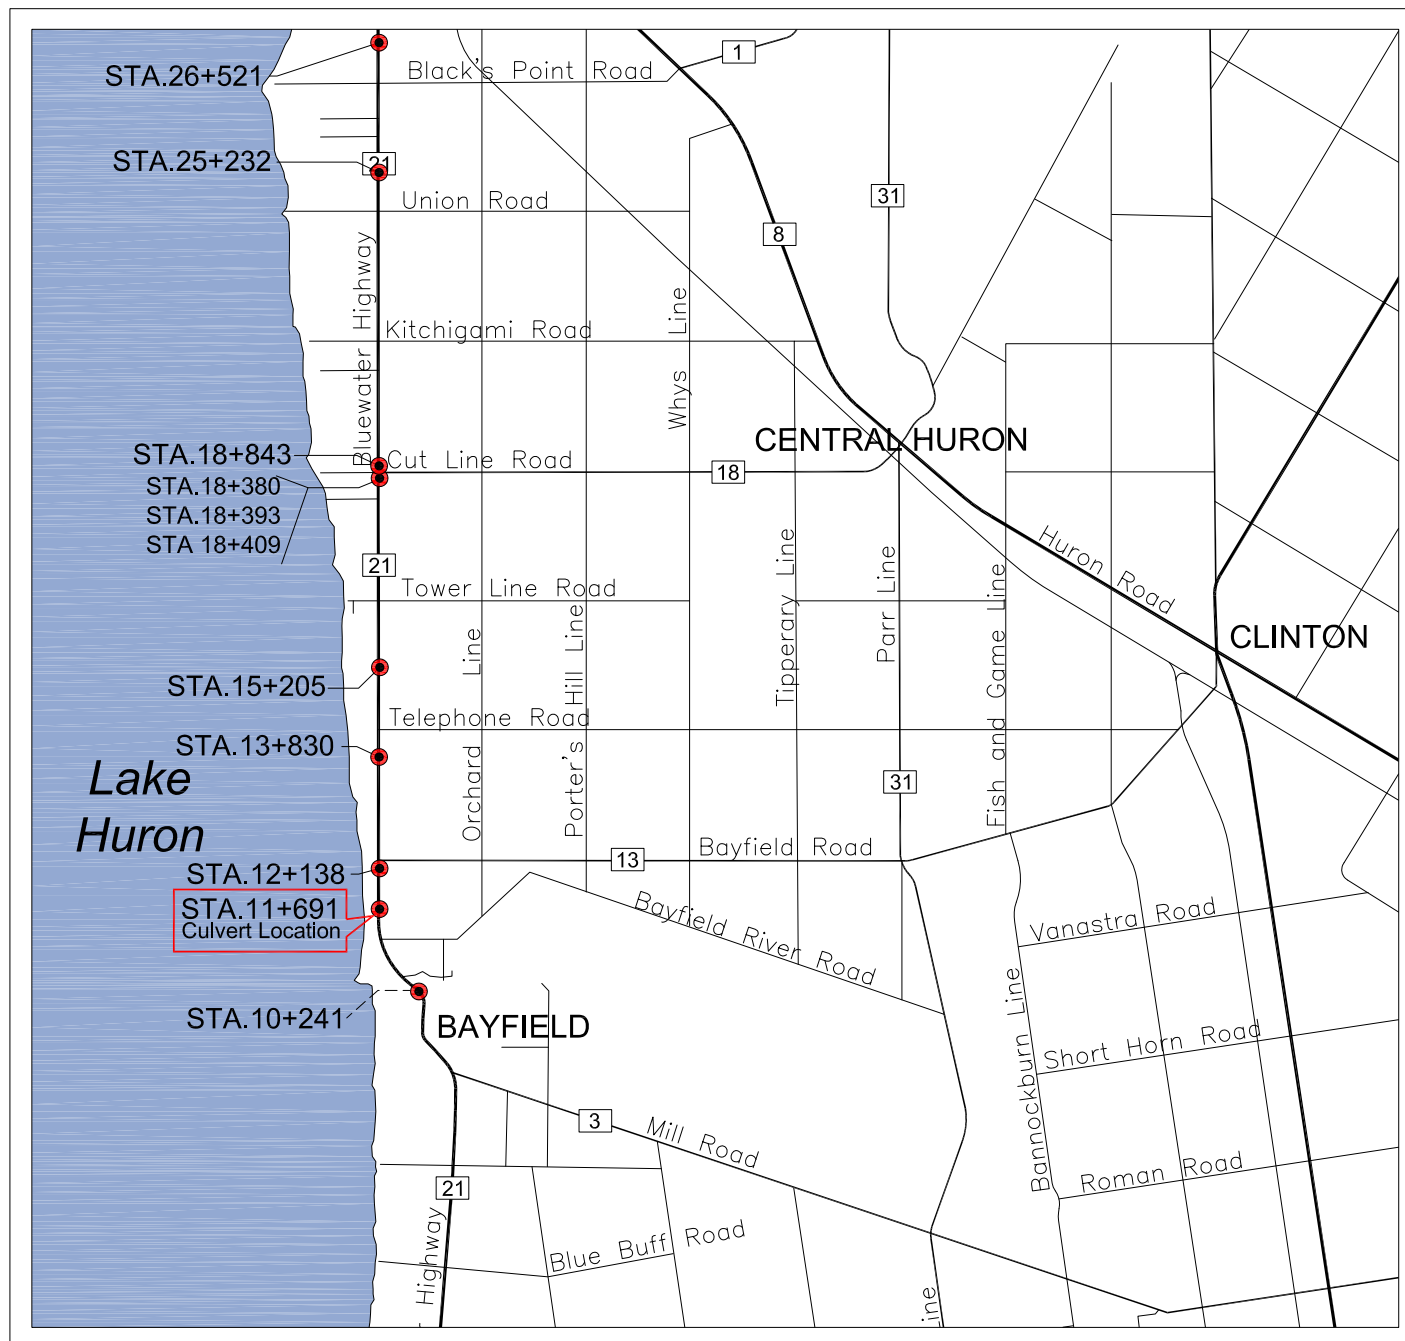 1
STA.26+521
Black's Point Road
STA.25+232
21
Union Road
31
8
Bluewater Highway
Whys Line
Kitchigami Road
CENTRAL HURON
STA.18+843
Cut Line Road
18
STA.18+380
STA.18+393
STA 18+409
21
Huron Road
Tower Line Road
Tipperary Line
Parr Line
Fish and Game Line
CLINTON
Orchard Line
Porter's Hill Line
STA.15+205
Telephone Road
STA.13+830
Lake
Huron
31
13
Bayfield Road
STA.12+138
STA.11+691
Culvert Location
Bayfield River Road
Vanastra Road
Bannockburn Line
STA.10+241
BAYFIELD
Short Horn Road
3
Mill Road
Roman Road
21
Blue Buff Road
Highway
ine